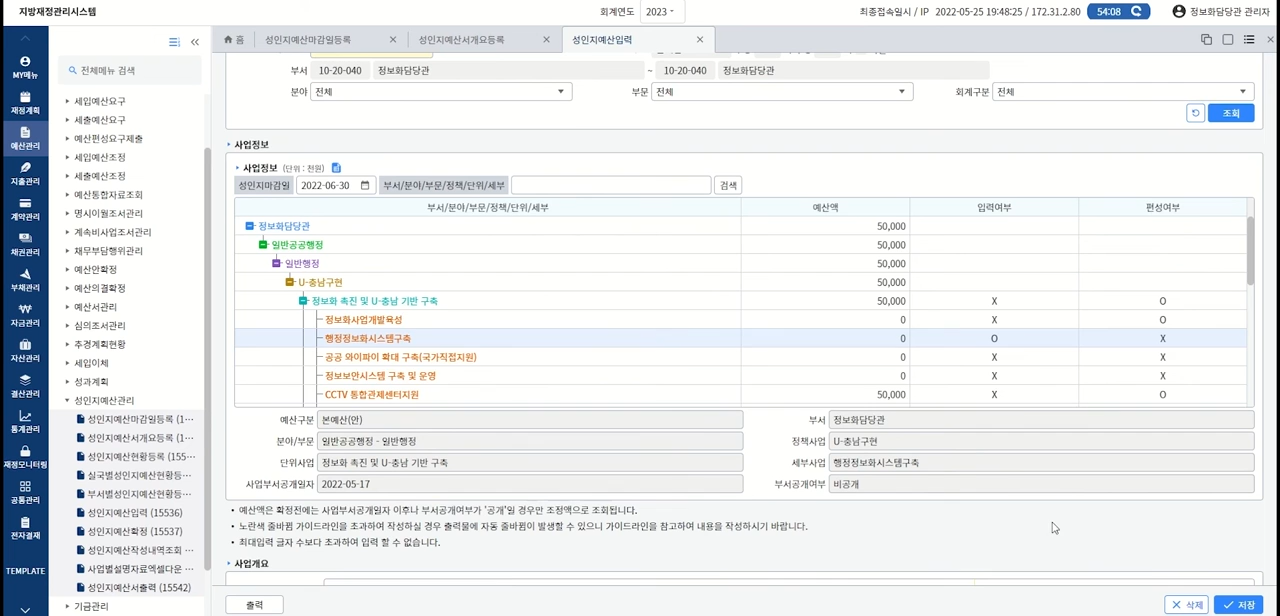 지방재정관리시스템
회계연도 2023
최종접속일시 / IP 2022-05-25 19:48:25 / 172.31.2.80 54:08 정보화담당관 관리자
홈 성인지예산마감일등록 성인지예산서개요등록 성인지예산입력
MY메뉴
재정계획
예산관리
지출관리
계약관리
채권관리
부채관리
자금관리
자산관리
결산관리
통계관리
재정모니터링
공통관리
전자결재
TEMPLATE
전체메뉴 검색
세입예산요구
세출예산요구
예산편성요구제출
세입예산조정
세출예산조정
예산통합자료조회
명시이월조서관리
계속비사업조서관리
채무부담행위관리
예산안확정
예산의결확정
예산서관리
심의조서관리
추경계획현황
세입이체
성과계획
성인지예산관리
성인지예산마감일등록 (1···
성인지예산서개요등록 (1···
성인지예산현황등록 (155···
실국별성인지예산현황등···
부서별성인지예산현황등···
성인지예산입력 (15536)
성인지예산확정 (15537)
성인지예산작성내역조회 ···
사업별설명자료엑셀다운 ···
성인지예산서출력 (15542)
기금관리
부서 10-20-040 정보화담당관 ~ 10-20-040 정보화담당관
분야 전체 부문 전체 회계구분 전체
조회
사업정보
사업정보 (단위 : 천원)
성인지마감일 2022-06-30 부서/분야/부문/정책/단위/세부 검색
부서/분야/부문/정책/단위/세부 예산액 입력여부 편성여부
정보화담당관 50,000
일반공공행정 50,000
일반행정 50,000
U-충남구현 50,000
정보화 촉진 및 U-충남 기반 구축 50,000 X O
정보화사업개발육성 0 X O
행정정보화시스템구축 0 O X
공공 와이파이 확대 구축(국가직접지원) 0 X X
정보보안시스템 구축 및 운영 0 X X
CCTV 통합관제센터지원 50,000 X O
예산구분 본예산(안) 부서 정보화담당관
분야/부문 일반공공행정 - 일반행정 정책사업 U-충남구현
단위사업 정보화 촉진 및 U-충남 기반 구축 세부사업 행정정보화시스템구축
사업부서공개일자 2022-05-17 부서공개여부 비공개
• 예산액은 확정전에는 사업부서공개일자 이후나 부서공개여부가 '공개'일 경우만 조정액으로 조회됩니다.
• 노란색 줄바뀜 가이드라인을 초과하여 작성하실 경우 출력물에 자동 줄바뀜이 발생할 수 있으니 가이드라인을 참고하여 내용을 작성하시기 바랍니다.
• 최대입력 글자 수보다 초과하여 입력 할 수 없습니다.
사업개요
출력 삭제 저장